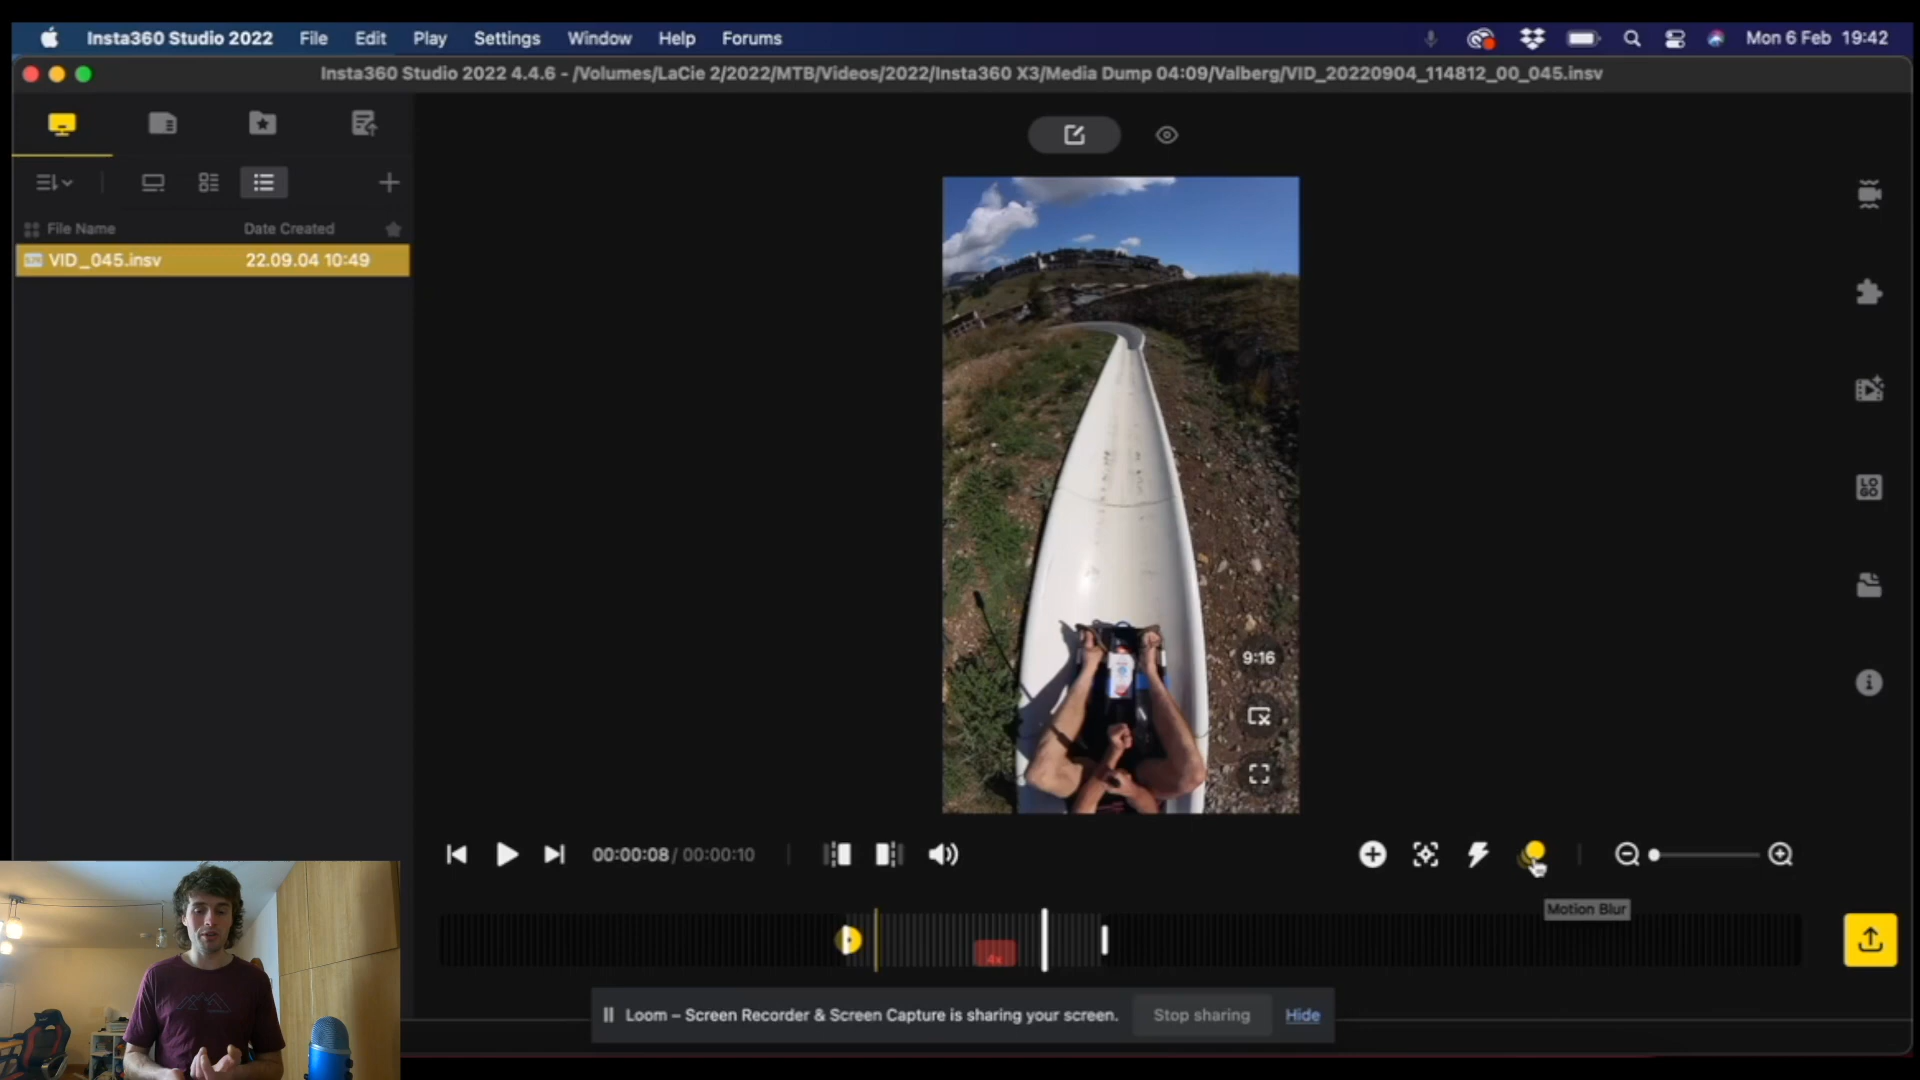 Insta360 Studio 2022 File Edit Play Settings Window Help Forums Mon 6 Feb 19:42
Insta360 Studio 2022 4.4.6 - /Volumes/LaCie 2/2022/MTB/Videos/2022/Insta360 X3/Media Dump 04:09/Valberg/VID_20220904_114812_00_045.insv
File Name Date Created
VID_045.insv 22.09.04 10:49
LOGO
9:16
00:00:08 / 00:00:10
Motion Blur
4x
Loom – Screen Recorder & Screen Capture is sharing your screen. Stop sharing Hide